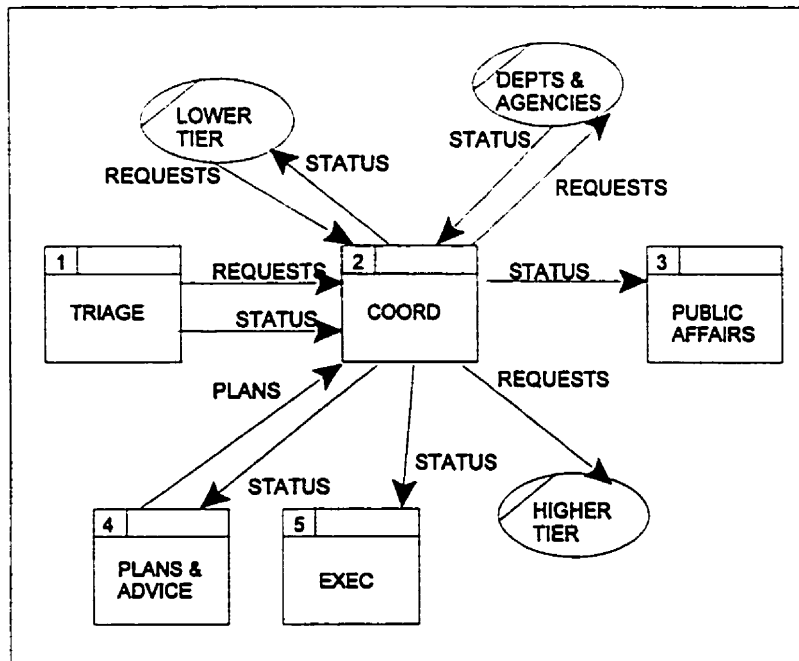 LOWER
TIER
DEPTS &
AGENCIES
REQUESTS
STATUS
STATUS
REQUESTS
1
TRIAGE
REQUESTS
STATUS
2
COORD
STATUS
3
PUBLIC
AFFAIRS
PLANS
STATUS
STATUS
REQUESTS
4
PLANS &
ADVICE
5
EXEC
HIGHER
TIER